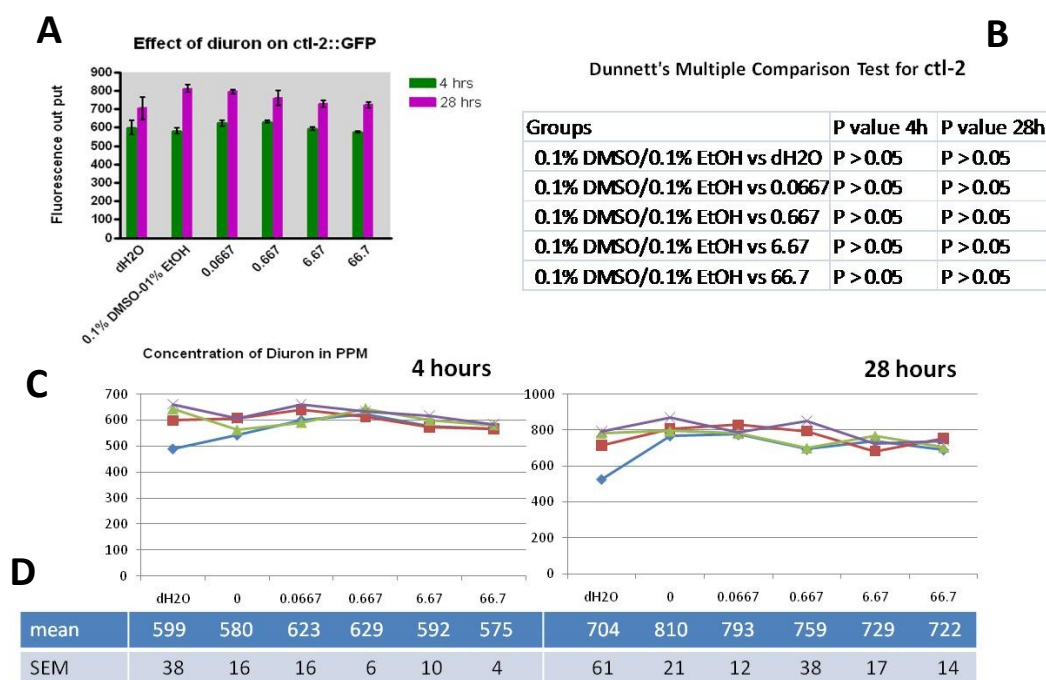 A
Effect of diuron on ctl-2::GFP
Fluorescence out put
900
800
700
600
500
400
300
200
100
0
dH2O
0.1% DMSO-01% EtOH
0.0667
0.667
6.67
66.7
4 hrs
28 hrs
Concentration of Diuron in PPM
B
Dunnett's Multiple Comparison Test for ctl-2
Groups P value 4h P value 28h
0.1% DMSO/0.1% EtOH vs dH2O P > 0.05 P > 0.05
0.1% DMSO/0.1% EtOH vs 0.0667 P > 0.05 P > 0.05
0.1% DMSO/0.1% EtOH vs 0.667 P > 0.05 P > 0.05
0.1% DMSO/0.1% EtOH vs 6.67 P > 0.05 P > 0.05
0.1% DMSO/0.1% EtOH vs 66.7 P > 0.05 P > 0.05
C
4 hours
700
600
500
400
300
200
100
0
dH2O 0 0.0667 0.667 6.67 66.7
28 hours
1000
800
600
400
200
0
dH2O 0 0.0667 0.667 6.67 66.7
D
mean 599 580 623 629 592 575 704 810 793 759 729 722
SEM 38 16 16 6 10 4 61 21 12 38 17 14